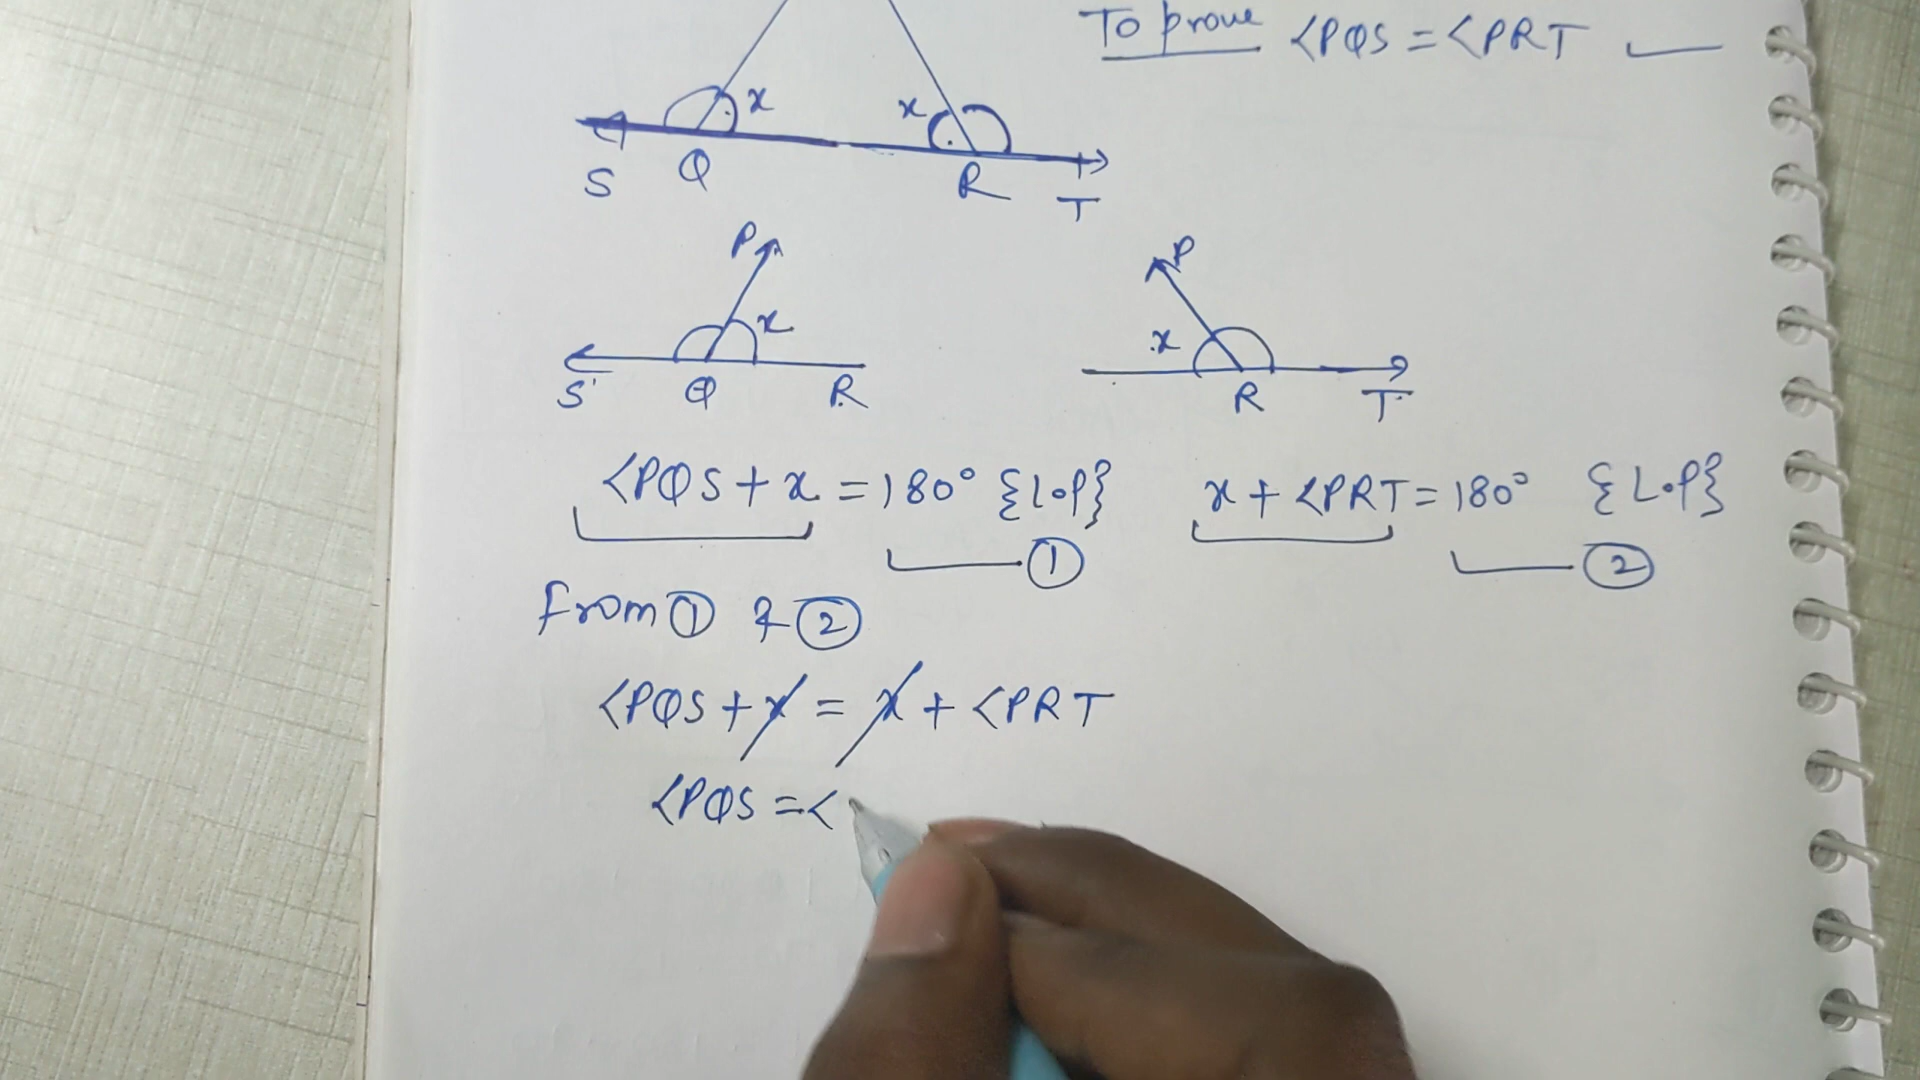 To prove <PQS = <PRT
x x
S Q R T
P P
x x
S Q R R T
<PQS + x = 180° {L.P} x + <PRT = 180° {L.P}
① ②
from ① & ②
<PQS + x = x + <PRT
<PQS = <